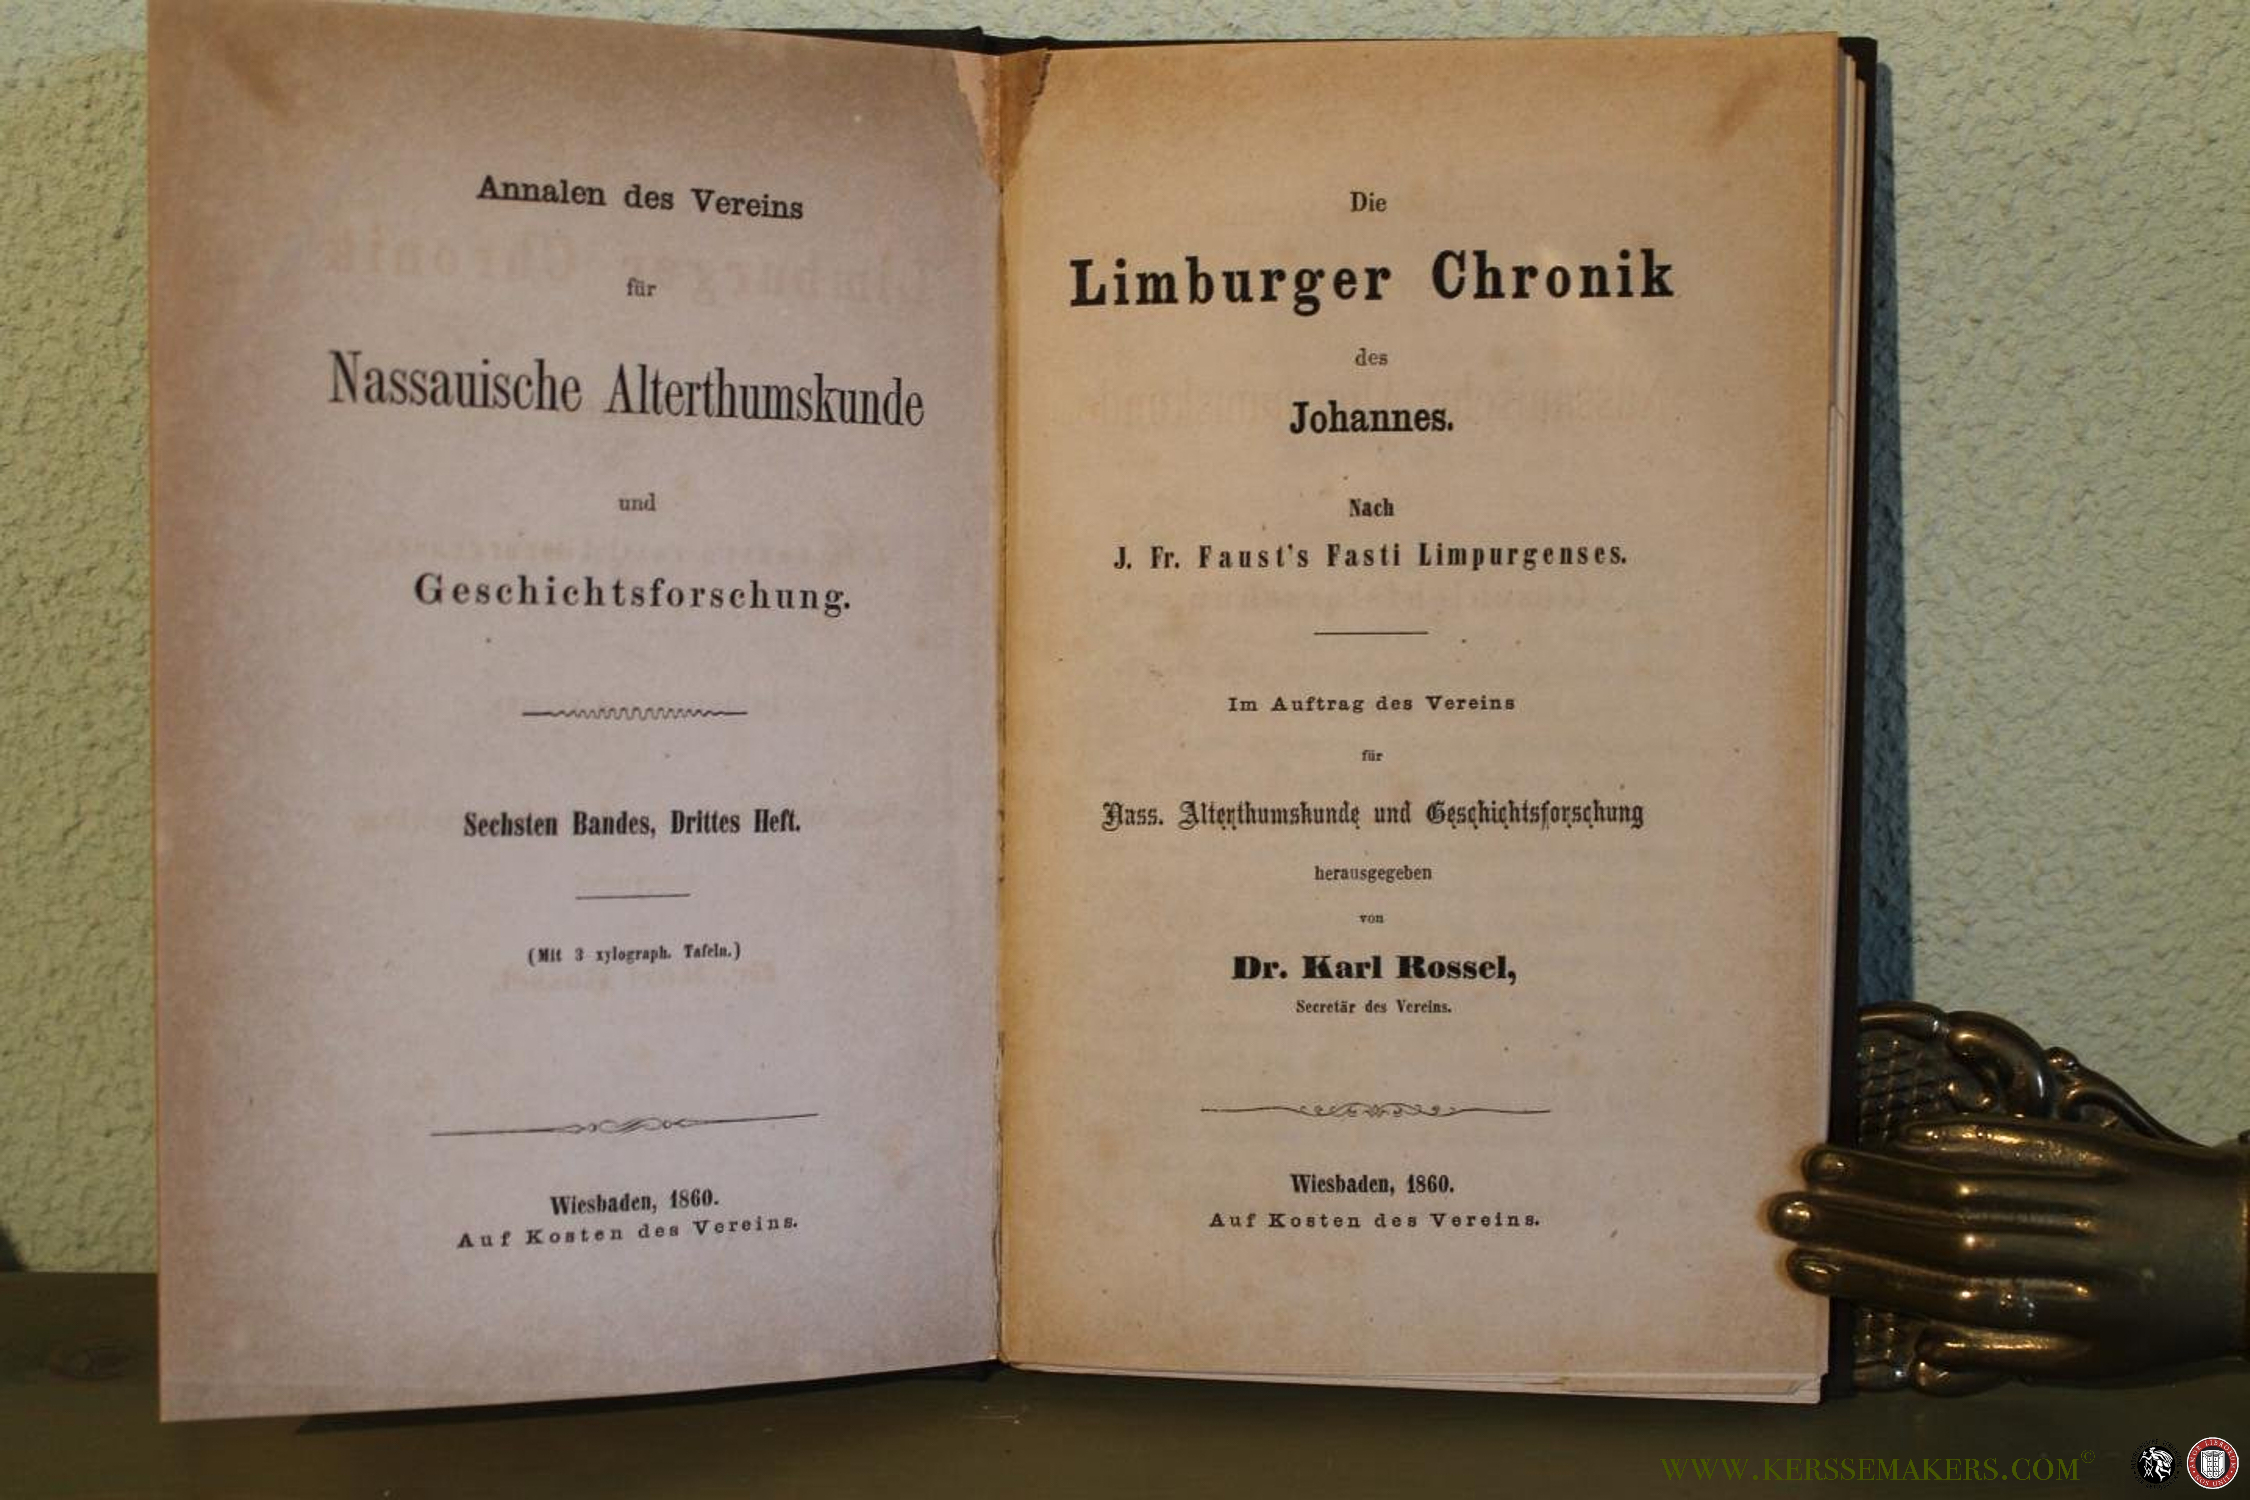 Annalen des Vereins
für
Nassauische Alterthumskunde
und
Geschichtsforschung.
Sechsten Bandes, Drittes Heft.
(Mit 3 xylograph. Tafeln.)
Wiesbaden, 1860.
Auf Kosten des Vereins.
Die
Limburger Chronik
des
Johannes.
Nach
J. Fr. Faust's Fasti Limpurgenses.
Im Auftrag des Vereins
für
Nass. Alterthumskunde und Geschichtsforschung
herausgegeben
von
Dr. Karl Rossel,
Secretär des Vereins.
Wiesbaden, 1860.
Auf Kosten des Vereins.
WWW.KERSSEMAKERS.COM©